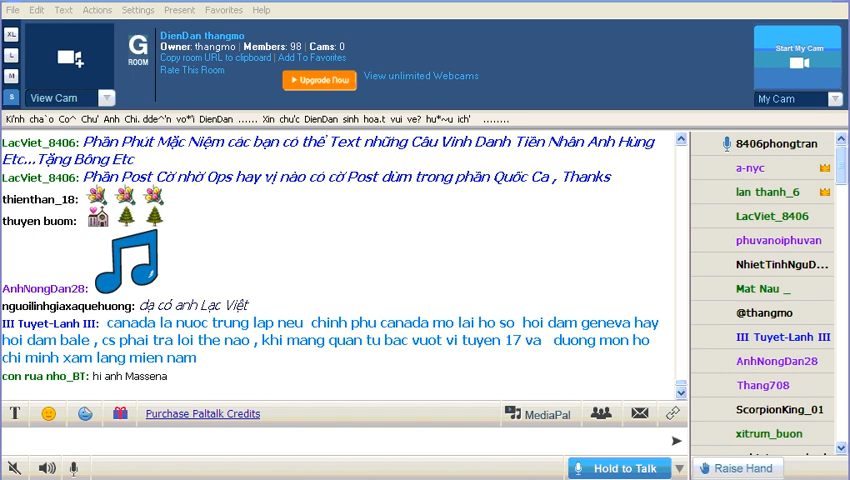 File Edit Text Actions Settings Present Favorites Help
XL
L
M
S
View Cam
G
ROOM
DienDan thangmo
Owner: thangmo | Members: 98 | Cams: 0
Copy room URL to clipboard | Add To Favorites
Rate This Room
Upgrade Now
View unlimited Webcams
Start My Cam
My Cam
Ki'nh cha`o Co^ Chu' Anh Chi. dde^'n vo*'i DienDan ...... Xin chu'c DienDan sinh hoa.t vui ve? hu*~u ich' ........
LacViet_8406: Phần Phút Mặc Niệm các bạn có thể Text những Câu Vinh Danh Tiền Nhân Anh Hùng
Etc...Tặng Bông Etc
LacViet_8406: Phần Post Cờ nhờ Ops hay vị nào có cờ Post dùm trong phần Quốc Ca , Thanks
thienthan_18:
thuyen buom:
AnhNongDan28:
nguoilinhgiaxaquehuong: dạ có anh Lạc Việt
III Tuyet-Lanh III: canada la nuoc trung lap neu chinh phu canada mo lai ho so hoi dam geneva hay
hoi dam bale , cs phai tra loi the nao , khi mang quan tu bac vuot vi tuyen 17 va duong mon ho
chi minh xam lang mien nam
con rua nho_BT: hi anh Massena
8406phongtran
a-nyc
lan thanh_6
LacViet_8406
phuvanoiphuvan
NhietTinhNguD...
Mat Nau _
@thangmo
III Tuyet-Lanh III
AnhNongDan28
Thang708
ScorpionKing_01
xitrum_buon
T
Purchase Paltalk Credits
MediaPal
Hold to Talk
Raise Hand